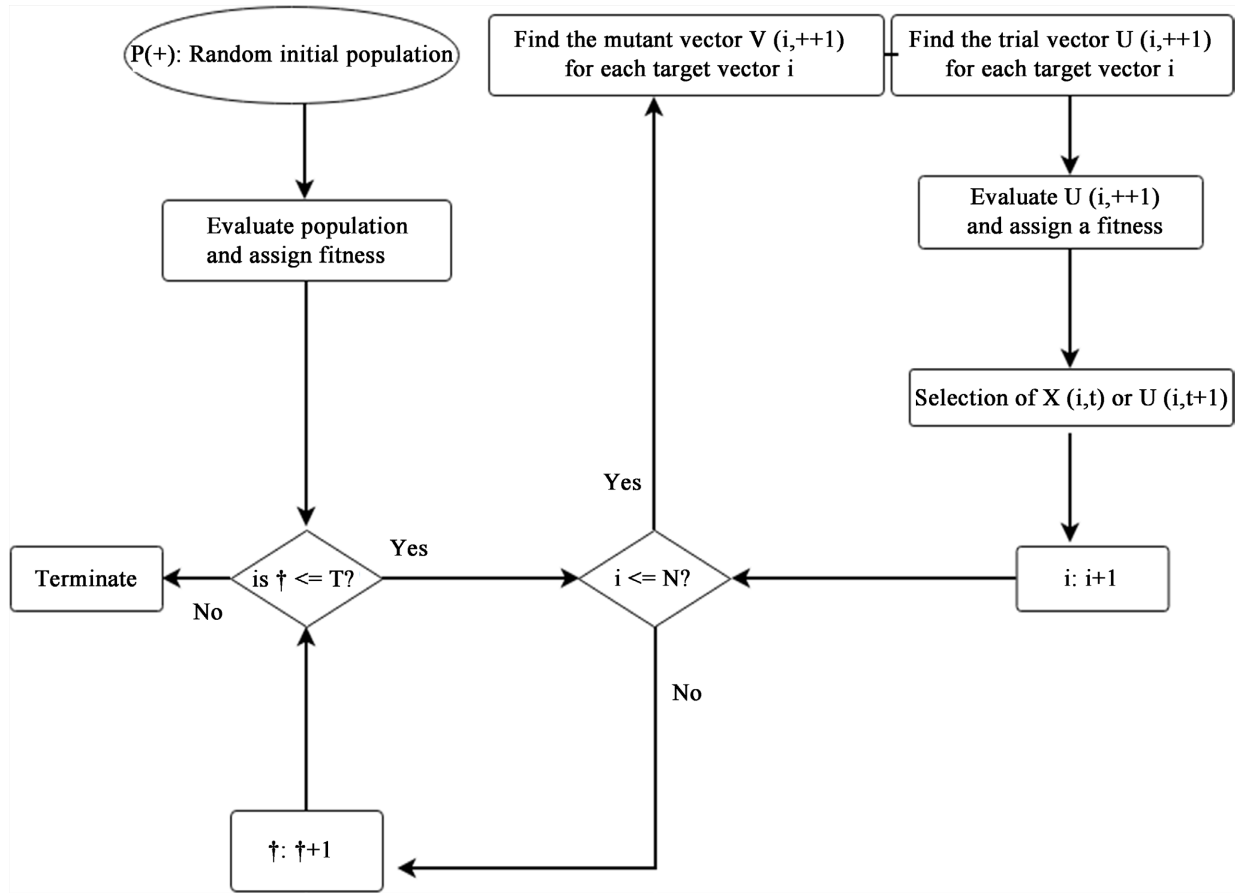 P(+): Random initial population
Evaluate population
and assign fitness
is † <= T?
Yes
No
Terminate
†: †+1
i <= N?
Yes
No
Find the mutant vector V (i,++1)
for each target vector i
Find the trial vector U (i,++1)
for each target vector i
Evaluate U (i,++1)
and assign a fitness
Selection of X (i,t) or U (i,t+1)
i: i+1